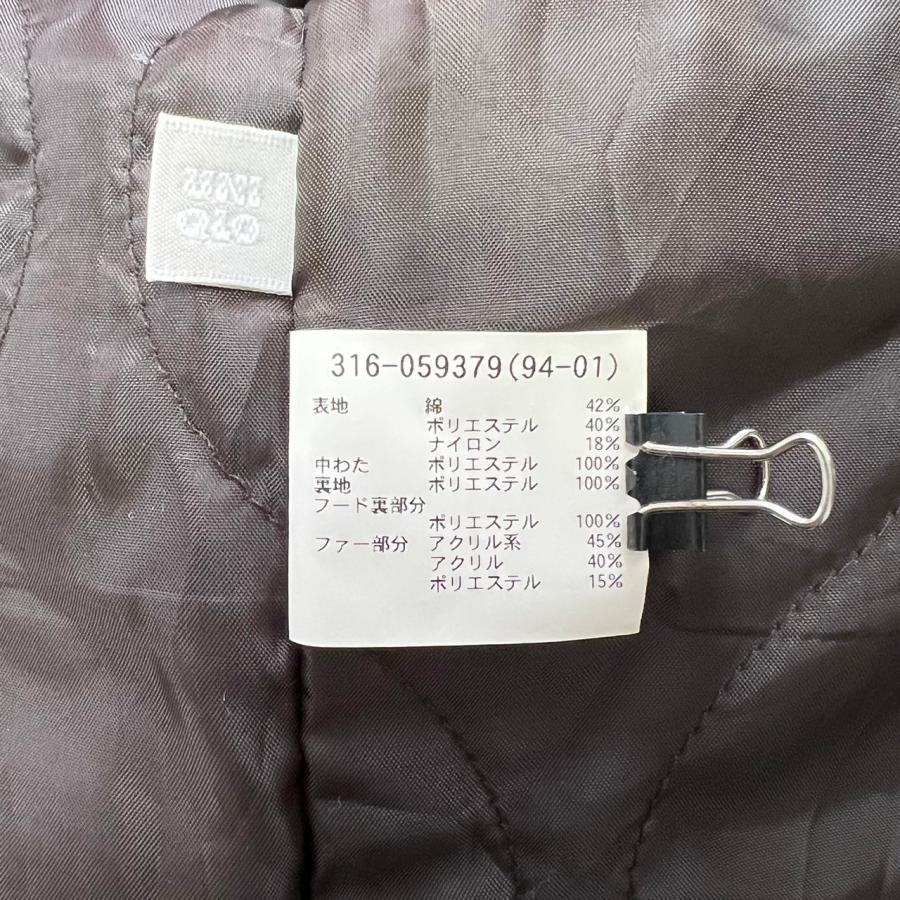 316-059379(94-01)
表地 綿 42%
ポリエステル 40%
ナイロン 18%
中わた ポリエステル 100%
裏地 ポリエステル 100%
フード裏部分
ポリエステル 100%
ファー部分 アクリル系 45%
アクリル 40%
ポリエステル 15%